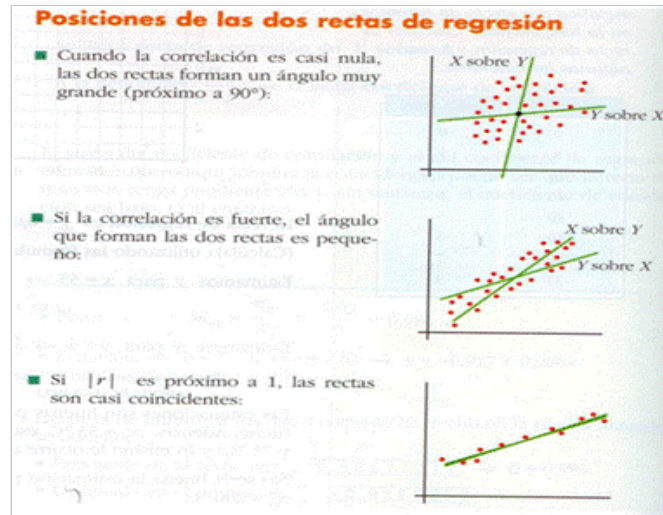 Posiciones de las dos rectas de regresión
Cuando la correlación es casi nula,
las dos rectas forman un ángulo muy
grande (próximo a 90°):
X sobre Y
Y sobre X
Si la correlación es fuerte, el ángulo
que forman las dos rectas es peque-
ño:
X sobre Y
Y sobre X
Si |r| es próximo a 1, las rectas
son casi coincidentes: